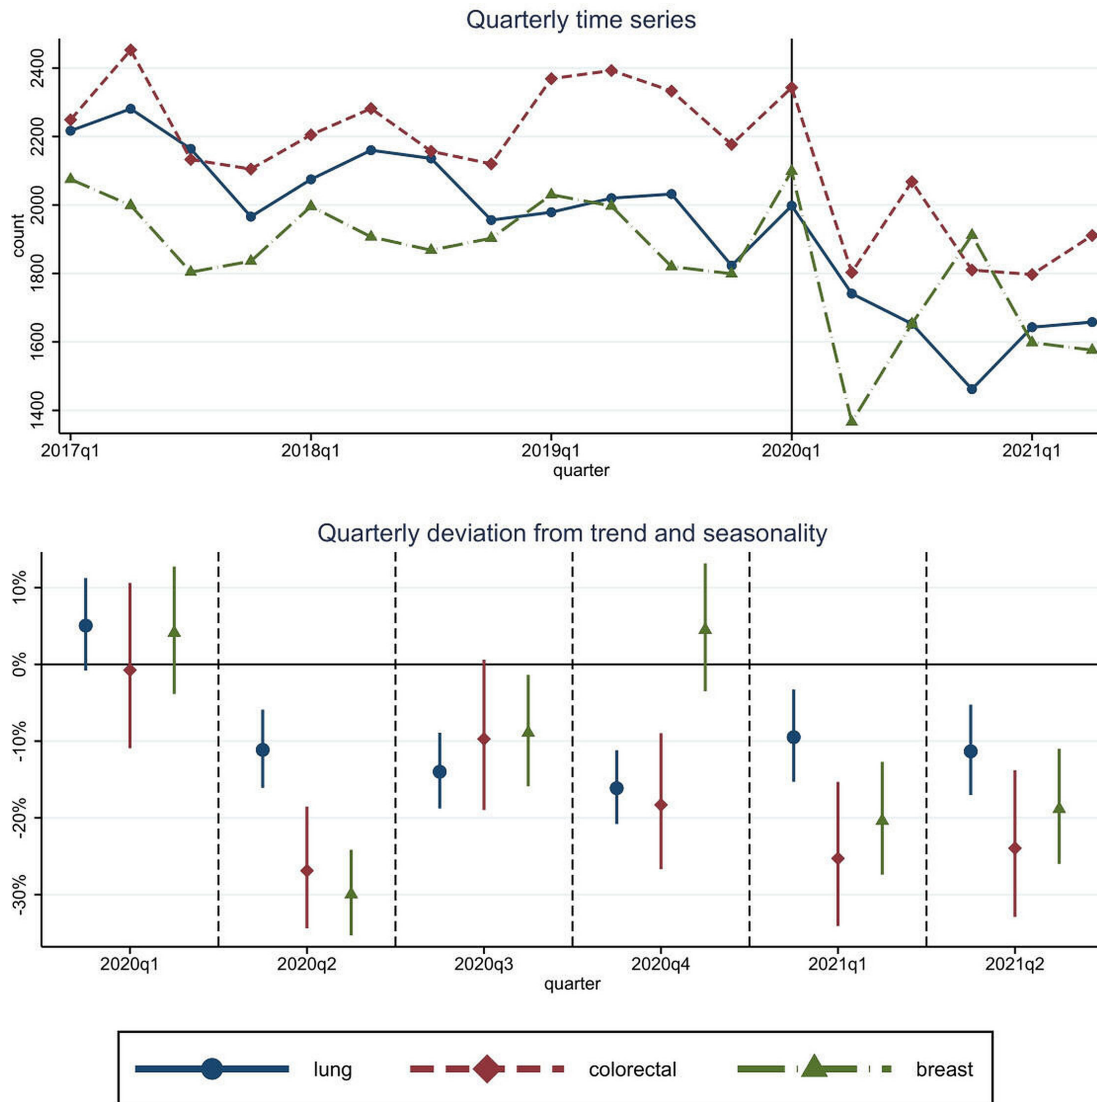 Quarterly time series
2400
2200
2000
1800
1600
1400
count
2017q1 2018q1 2019q1 2020q1 2021q1
quarter
Quarterly deviation from trend and seasonality
10%
0%
-10%
-20%
-30%
2020q1 2020q2 2020q3 2020q4 2021q1 2021q2
quarter
lung colorectal breast